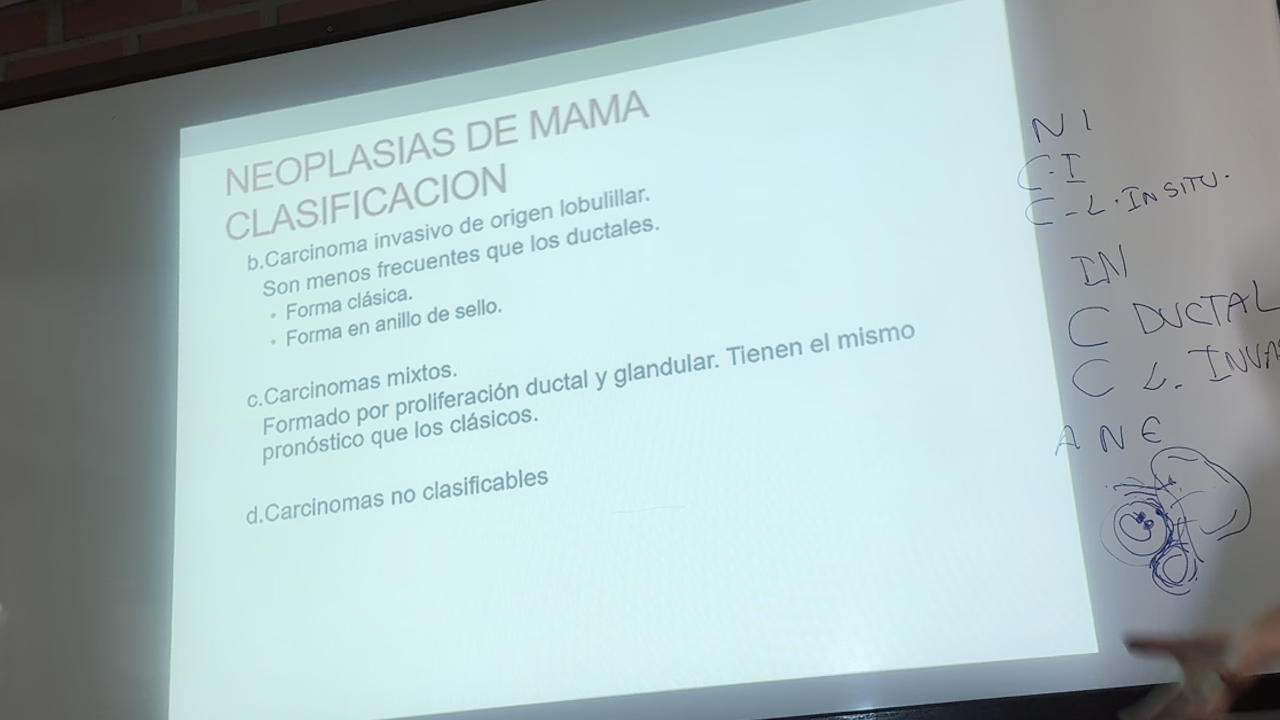 NEOPLASIAS DE MAMA
CLASIFICACION
b.Carcinoma invasivo de origen lobulillar.
Son menos frecuentes que los ductales.
• Forma clásica.
• Forma en anillo de sello.
c.Carcinomas mixtos.
Formado por proliferación ductal y glandular. Tienen el mismo
pronóstico que los clásicos.
d.Carcinomas no clasificables
N I
C-I
C-L. INSITU.
IN
C DUCTAL
C L. INVA
A N E